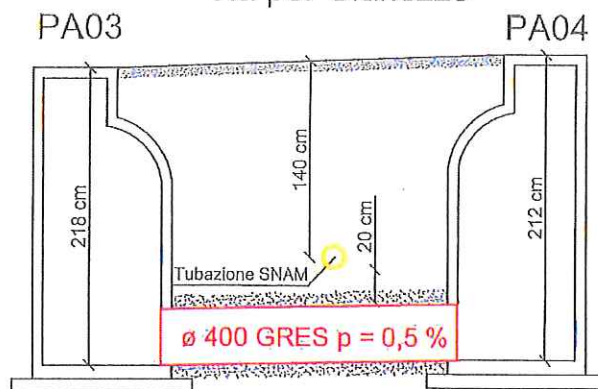 PA03
PA04
218 cm
140 cm
20 cm
212 cm
Tubazione SNAM
ø 400 GRES p = 0,5 %